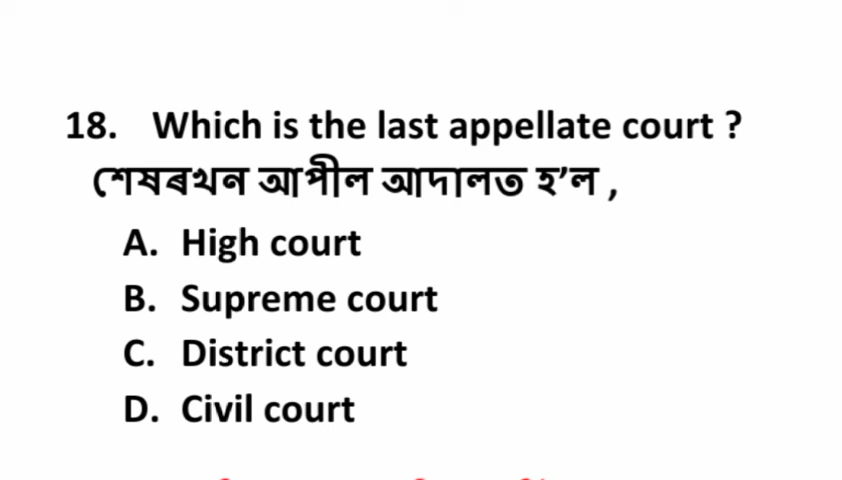 18. Which is the last appellate court ?
শেষৰখন আপীল আদালত হ’ল ,
A. High court
B. Supreme court
C. District court
D. Civil court